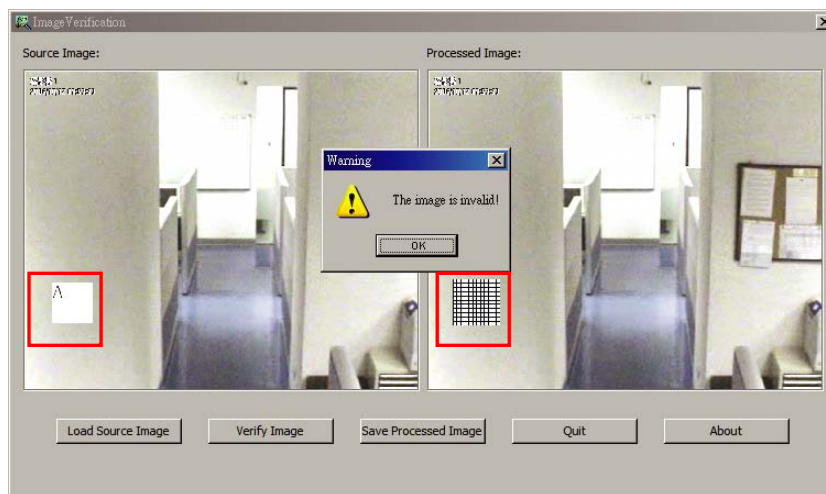 ImageVerification
Source Image:
Processed Image:
Warning
The image is invalid!
OK
A
Load Source Image
Verify Image
Save Processed Image
Quit
About